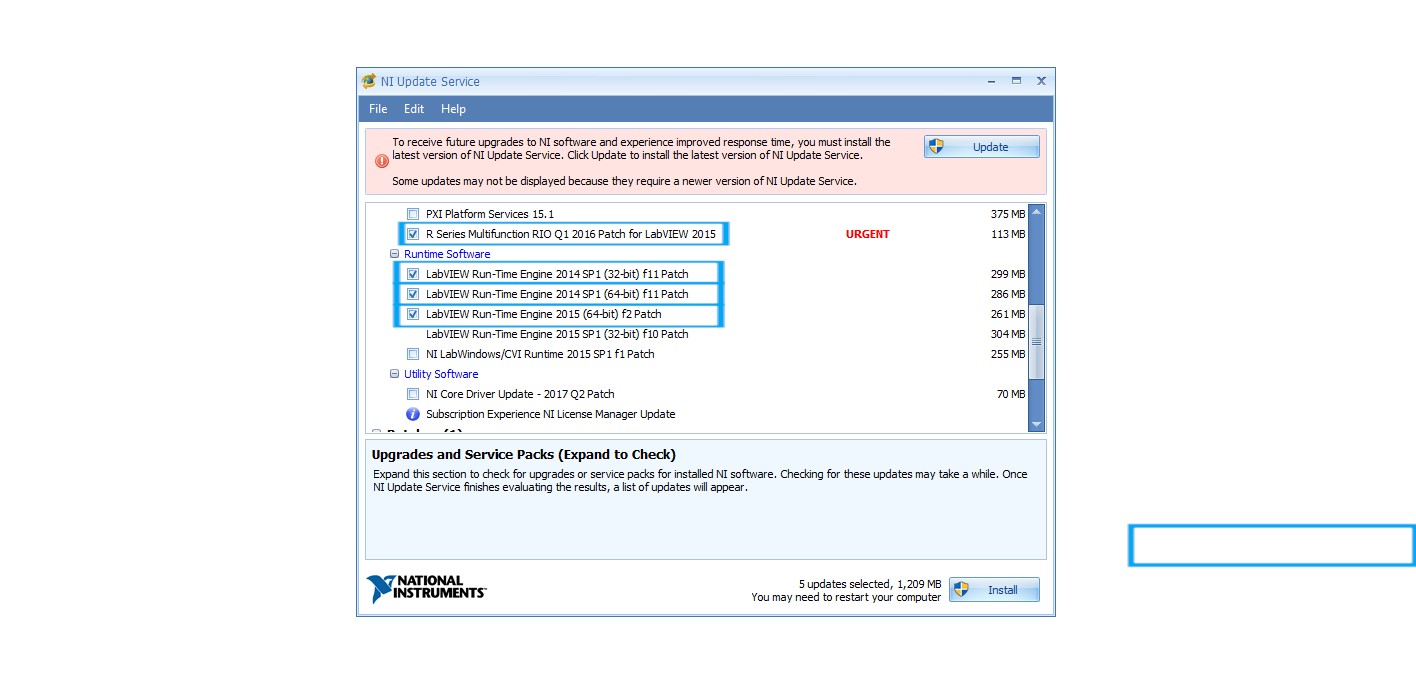 NI Update Service
File Edit Help
To receive future upgrades to NI software and experience improved response time, you must install the
latest version of NI Update Service. Click Update to install the latest version of NI Update Service.
Update
Some updates may not be displayed because they require a newer version of NI Update Service.
PXI Platform Services 15.1 375 MB
R Series Multifunction RIO Q1 2016 Patch for LabVIEW 2015 URGENT 113 MB
Runtime Software
LabVIEW Run-Time Engine 2014 SP1 (32-bit) f11 Patch 299 MB
LabVIEW Run-Time Engine 2014 SP1 (64-bit) f11 Patch 286 MB
LabVIEW Run-Time Engine 2015 (64-bit) f2 Patch 261 MB
LabVIEW Run-Time Engine 2015 SP1 (32-bit) f10 Patch 304 MB
NI LabWindows/CVI Runtime 2015 SP1 f1 Patch 255 MB
Utility Software
NI Core Driver Update - 2017 Q2 Patch 70 MB
Subscription Experience NI License Manager Update
Upgrades and Service Packs (Expand to Check)
Expand this section to check for upgrades or service packs for installed NI software. Checking for these updates may take a while. Once
NI Update Service finishes evaluating the results, a list of updates will appear.
NATIONAL
INSTRUMENTS™
5 updates selected, 1,209 MB
You may need to restart your computer
Install